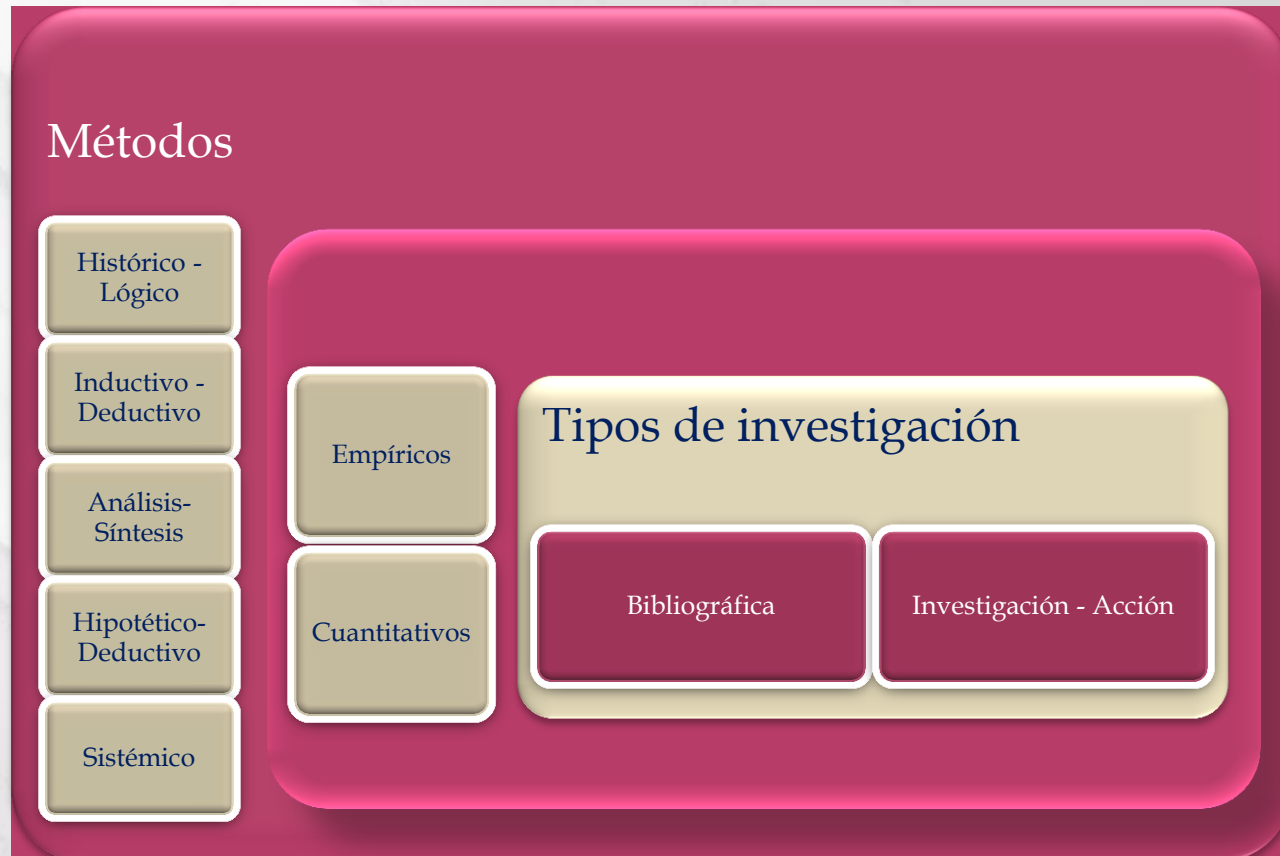 Métodos
Histórico -
Lógico
Inductivo -
Deductivo
Análisis-
Síntesis
Hipotético-
Deductivo
Sistémico
Empíricos
Cuantitativos
Tipos de investigación
Bibliográfica
Investigación - Acción